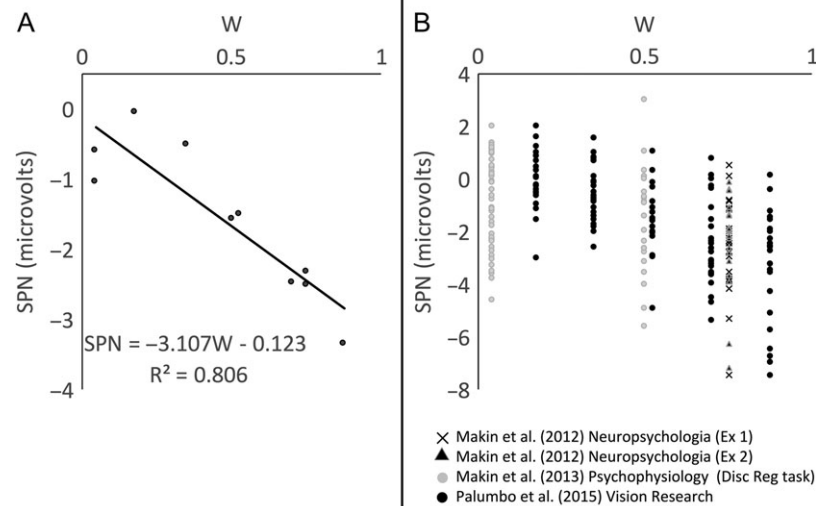 A
W
0
0.5
1
0
−1
−2
−3
−4
SPN (microvolts)
SPN = −3.107W - 0.123
R² = 0.806
B
W
0
0.5
1
4
2
0
−2
−4
−6
−8
SPN (microvolts)
Makin et al. (2012) Neuropsychologia (Ex 1)
Makin et al. (2012) Neuropsychologia (Ex 2)
Makin et al. (2013) Psychophysiology (Disc Reg task)
Palumbo et al. (2015) Vision Research